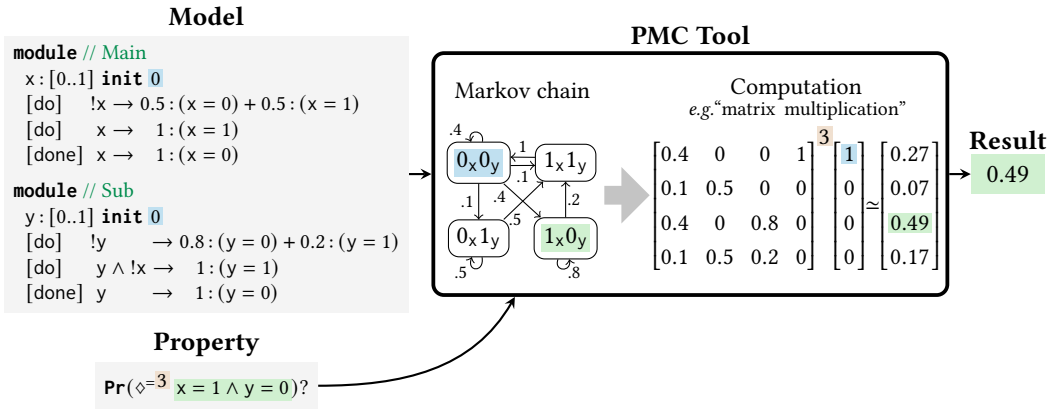 Model
module // Main
x : [0..1] init 0
[do] !x → 0.5 : (x = 0) + 0.5 : (x = 1)
[do] x → 1 : (x = 1)
[done] x → 1 : (x = 0)
module // Sub
y : [0..1] init 0
[do] !y → 0.8 : (y = 0) + 0.2 : (y = 1)
[do] y ∧ !x → 1 : (y = 1)
[done] y → 1 : (y = 0)
Property
Pr(◇=3 x = 1 ∧ y = 0)?
PMC Tool
Markov chain
.4
0x0y
1
.1
1x1y
.1
.4
.5
.2
0x1y
1x0y
.5
.8
Computation
e.g."matrix multiplication"
3
0.4 0 0 1
0.1 0.5 0 0
0.4 0 0.8 0
0.1 0.5 0.2 0
1
0
0
0
≃
0.27
0.07
0.49
0.17
Result
0.49